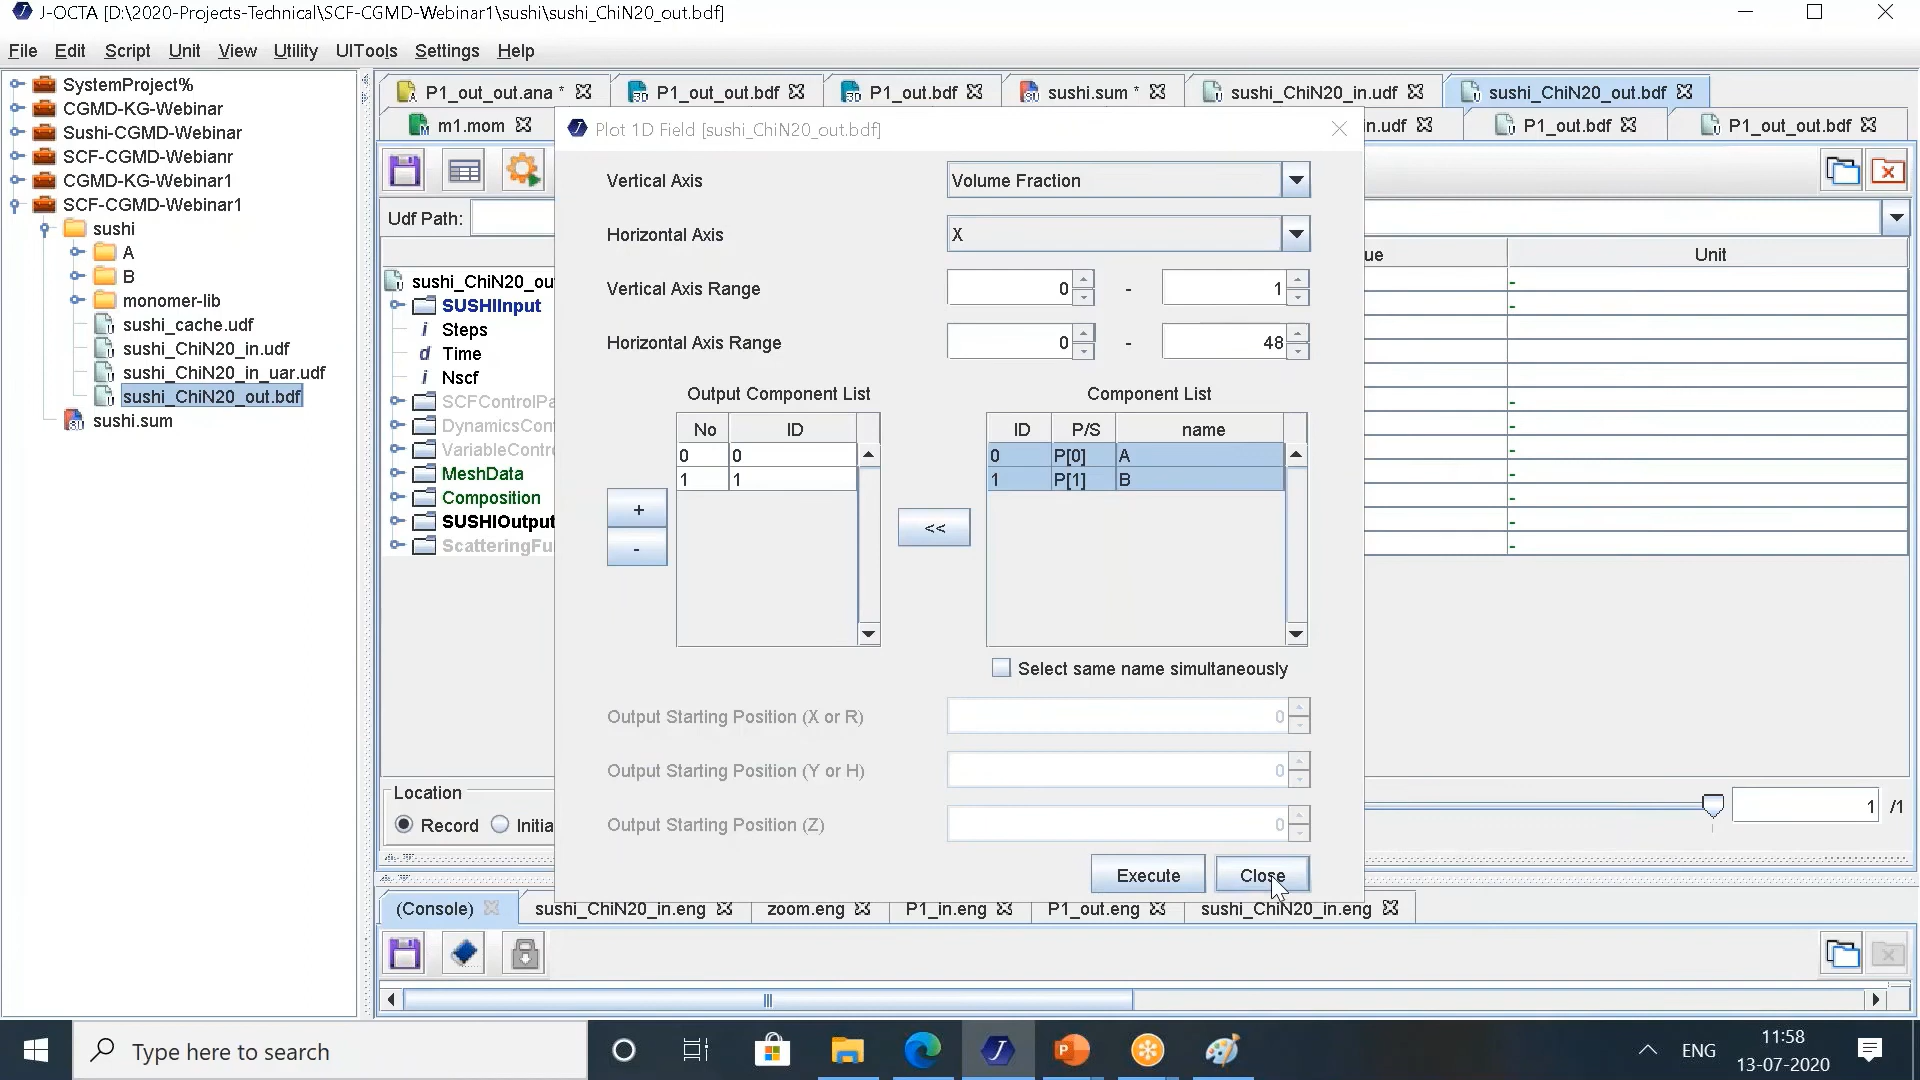 J-OCTA [D:\2020-Projects-Technical\SCF-CGMD-Webinar1\sushi\sushi_ChiN20_out.bdf]
File Edit Script Unit View Utility UITools Settings Help
SystemProject%
CGMD-KG-Webinar
Sushi-CGMD-Webinar
SCF-CGMD-Webianr
CGMD-KG-Webinar1
SCF-CGMD-Webinar1
sushi
A
B
monomer-lib
sushi_cache.udf
sushi_ChiN20_in.udf
sushi_ChiN20_in_uar.udf
sushi_ChiN20_out.bdf
sushi.sum
P1_out_out.ana * P1_out_out.bdf P1_out.bdf sushi.sum * sushi_ChiN20_in.udf sushi_ChiN20_out.bdf
m1.mom in.udf P1_out.bdf P1_out_out.bdf
Udf Path:
ue Unit
sushi_ChiN20_ou
SUSHIInput
i Steps
d Time
i Nscf
SCFControlPa
DynamicsCon
VariableContro
MeshData
Composition
SUSHIOutput
ScatteringFu
- 
-
-
-
-
-
-
-
-
Location
Record Initia
1 /1
Plot 1D Field [sushi_ChiN20_out.bdf]
Vertical Axis Volume Fraction
Horizontal Axis X
Vertical Axis Range 0 - 1
Horizontal Axis Range 0 - 48
Output Component List Component List
No ID
0 0
1 1
+
-
<<
ID P/S name
0 P[0] A
1 P[1] B
Select same name simultaneously
Output Starting Position (X or R) 0
Output Starting Position (Y or H) 0
Output Starting Position (Z) 0
Execute Close
(Console) sushi_ChiN20_in.eng zoom.eng P1_in.eng P1_out.eng sushi_ChiN20_in.eng
Type here to search
ENG
11:58
13-07-2020